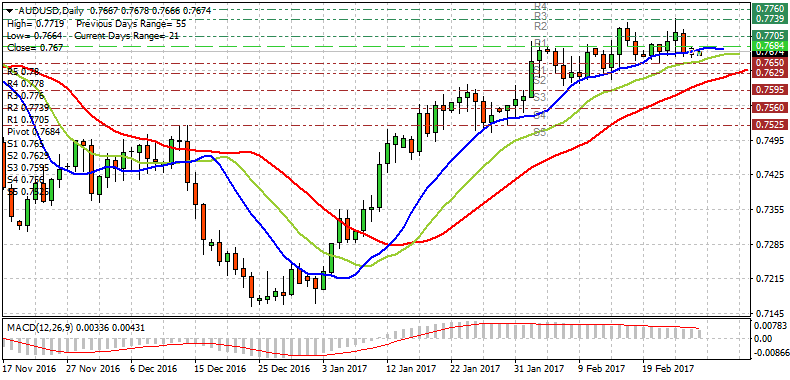 AUDUSD,Daily 0.7667 0.7678 0.7666 0.7674
High= 0.7719 Previous Days Range= 55
Low= 0.7664 Current Days Range= 21
Close= 0.767
R5 0.78
R4 0.778
R3 0.776
R2 0.7739
R1 0.7705
Pivot 0.7684
S1 0.765
S2 0.7629
S3 0.7595
S4 0.756
S5 0.7525
R4
R3
R2
R1
S1
S3
S4
S5
0.7760
0.7739
0.7705
0.7684
0.7674
0.7650
0.7629
0.7595
0.7560
0.7525
0.7495
0.7425
0.7355
0.7285
0.7215
0.7145
MACD(12,26,9) 0.00336 0.00431
0.00783
0.00
-0.00866
17 Nov 2016 27 Nov 2016 6 Dec 2016 15 Dec 2016 25 Dec 2016 3 Jan 2017 12 Jan 2017 22 Jan 2017 31 Jan 2017 9 Feb 2017 19 Feb 2017